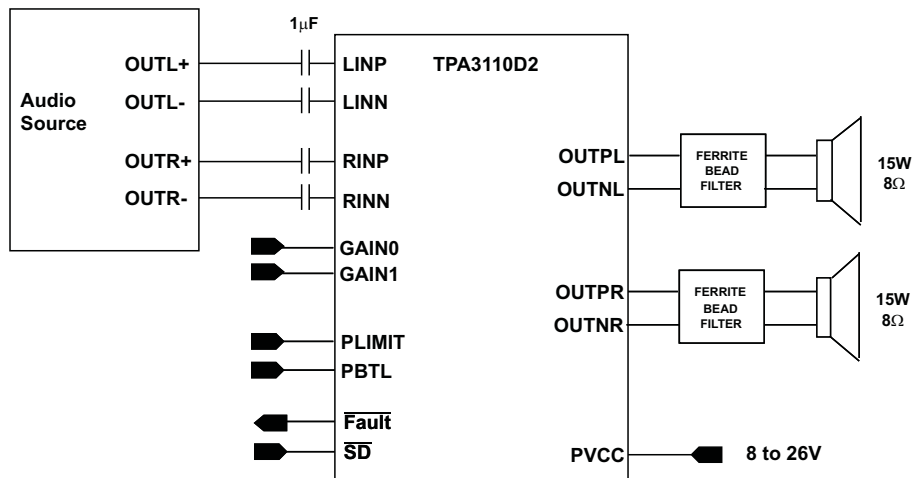 1μF
Audio
Source
OUTL+
OUTL-
OUTR+
OUTR-
LINP
LINN
RINP
RINN
GAIN0
GAIN1
PLIMIT
PBTL
Fault
SD
TPA3110D2
OUTPL
OUTNL
FERRITE
BEAD
FILTER
15W
8Ω
OUTPR
OUTNR
FERRITE
BEAD
FILTER
15W
8Ω
PVCC
8 to 26V